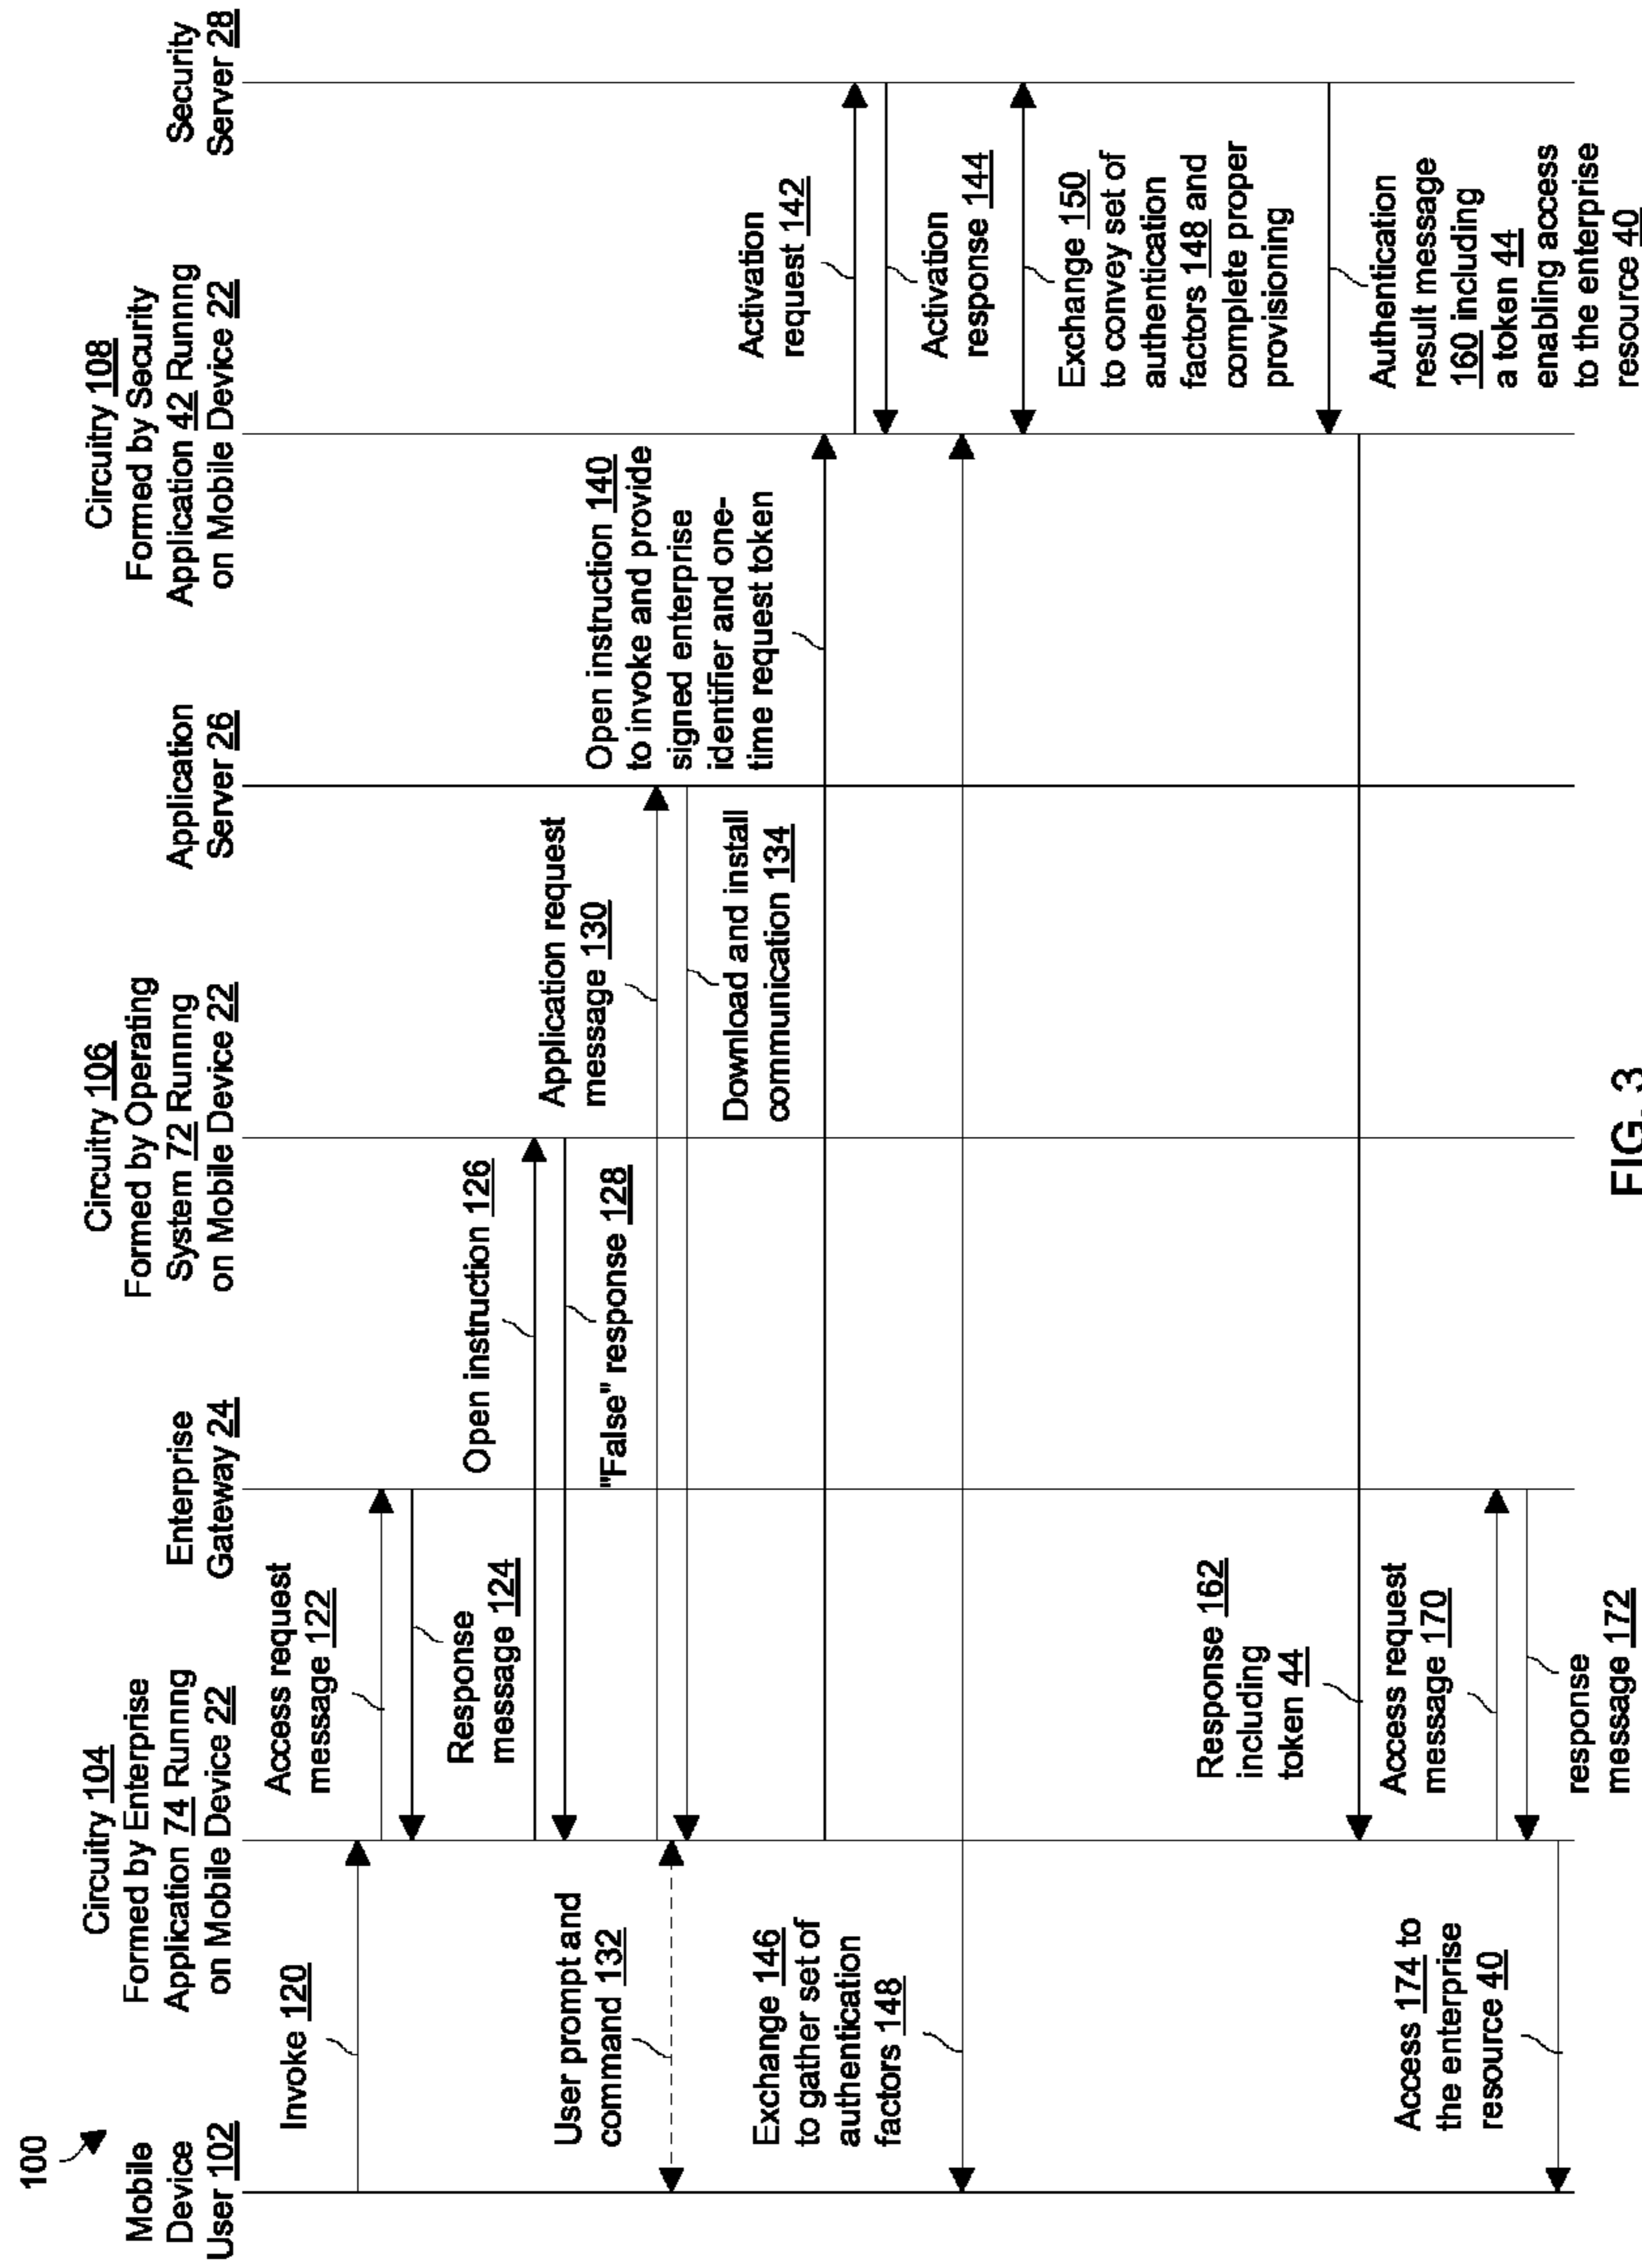 100
Mobile
Device
User 102
Circuitry 104
Formed by Enterprise
Application 74 Runnng
on Mobile Device 22
Enterprise
Gateway 24
Circuitry 106
Formed by Operating
System 72 Runnng
on Mobile Device 22
Application
Server 26
Circuitry 108
Formed by Security
Application 42 Runnng
on Mobile Device 22
Security
Server 28
Invoke 120
Access request
message 122
Response
message 124
Open instruction 126
"False" response 128
Application request
message 130
User prompt and
command 132
Download and install
communication 134
Open instruction 140
to invoke and provide
signed enterprise
identifier and one-
time request token
Activation
request 142
Activation
response 144
Exchange 146
to gather set of
authentication
factors 148
Exchange 150
to convey set of
authentication
factors 148 and
complete proper
provisioning
Authentication
result message
160 including
a token 44
enabling access
to the enterprise
resource 40
Response 162
including
token 44
Access request
message 170
response
message 172
Access 174 to
the enterprise
resource 40
FIG. 3